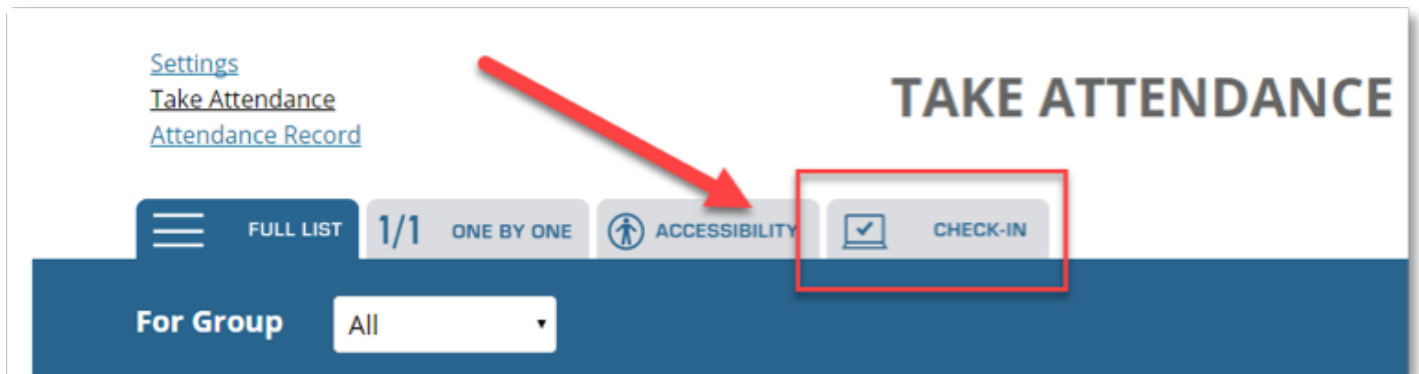 Settings
Take Attendance
Attendance Record
TAKE ATTENDANCE
FULL LIST
1/1 ONE BY ONE
ACCESSIBILITY
CHECK-IN
For Group
All